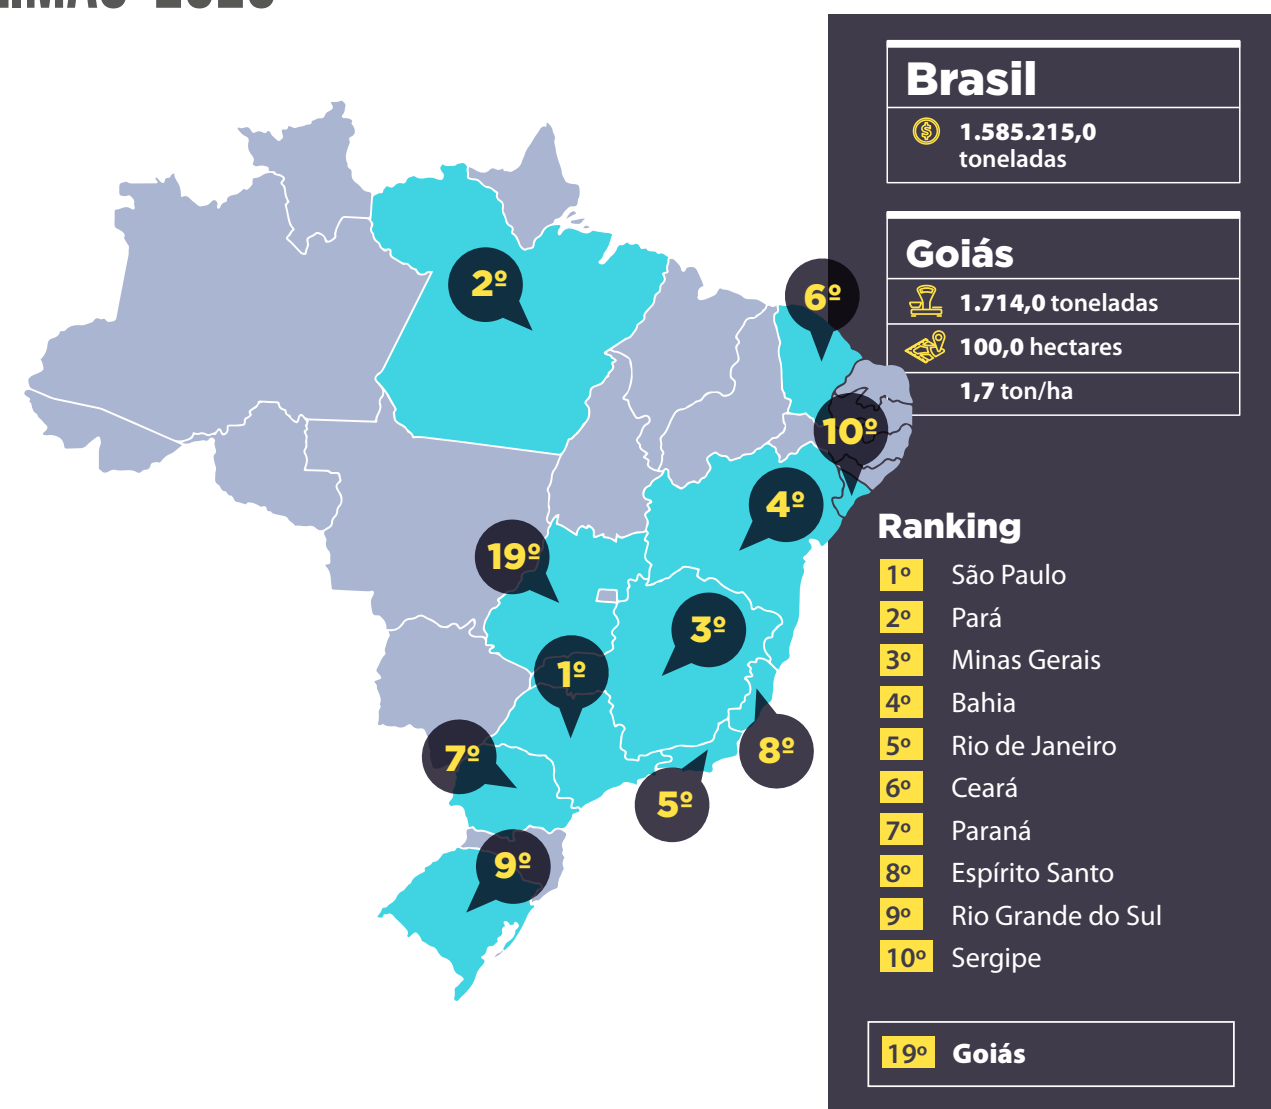 Brasil
1.585.215,0
toneladas
Goiás
1.714,0 toneladas
100,0 hectares
1,7 ton/ha
2º
6º
10º
4º
19º
3º
1º
7º
8º
5º
9º
Ranking
1º São Paulo
2º Pará
3º Minas Gerais
4º Bahia
5º Rio de Janeiro
6º Ceará
7º Paraná
8º Espírito Santo
9º Rio Grande do Sul
10º Sergipe
19º Goiás